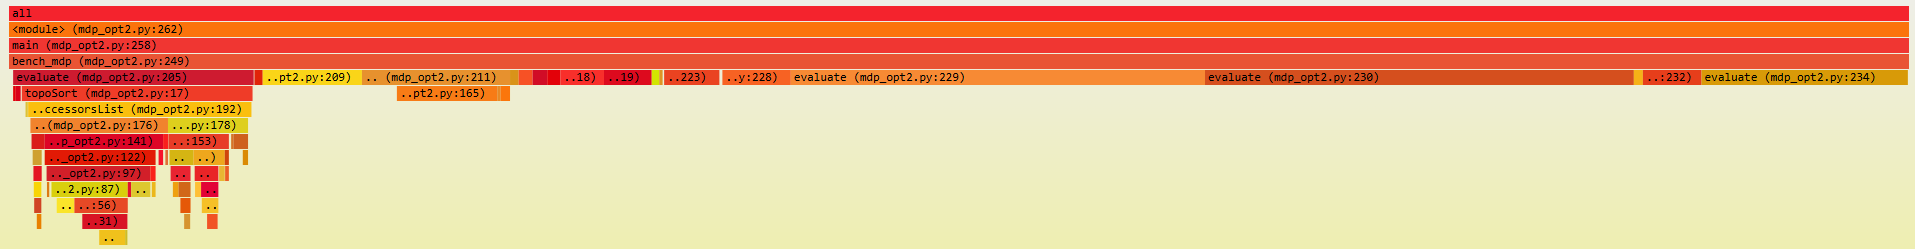 all
<module> (mdp_opt2.py:262)
main (mdp_opt2.py:258)
bench_mdp (mdp_opt2.py:249)
evaluate (mdp_opt2.py:205) ..pt2.py:209) .. (mdp_opt2.py:211) ..18) ..19) ..223) ..y:228) evaluate (mdp_opt2.py:229) evaluate (mdp_opt2.py:230) ..:232) evaluate (mdp_opt2.py:234)
topoSort (mdp_opt2.py:17) ..pt2.py:165)
..ccessorsList (mdp_opt2.py:192)
..(mdp_opt2.py:176) ...py:178)
..p_opt2.py:141) ..:153)
.._opt2.py:122) .. ..)
.._opt2.py:97) .. ..
..2.py:87) .. ..
.. ..:56) ..
..31)
..